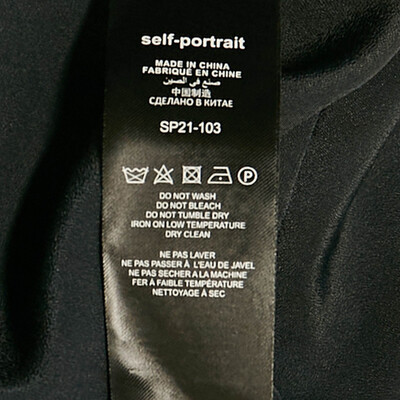 self-portrait
MADE IN CHINA
FABRIQUÉ EN CHINE
صنع في الصين
中国制造
СДЕЛАНО В КИТАЕ
SP21-103
DO NOT WASH
DO NOT BLEACH
DO NOT TUMBLE DRY
IRON ON LOW TEMPERATURE
DRY CLEAN
NE PAS LAVER
NE PAS PASSER À L'EAU DE JAVEL
NE PAS SECHER A LA MACHINE
FER À FAIBLE TEMPÉRATURE
NETTOYAGE À SEC